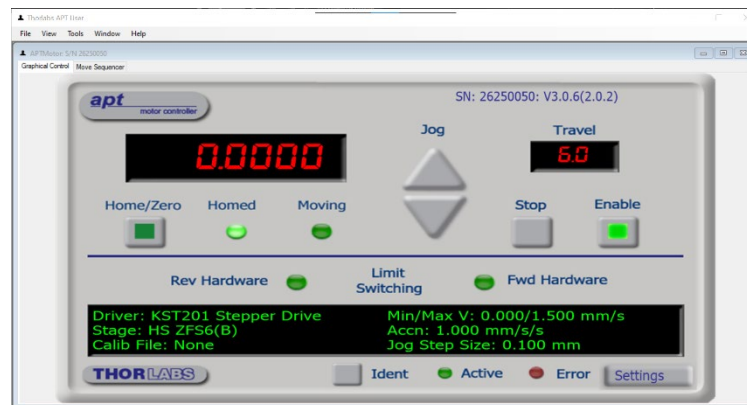 Thorlabs APT User
File View Tools Window Help
APTMotor: S/N 26250050
Graphical Control Move Sequencer
apt
motor controller
SN: 26250050: V3.0.6(2.0.2)
Jog
Travel
0.0000
6.0
Home/Zero Homed Moving
Stop Enable
Rev Hardware
Limit
Switching
Fwd Hardware
Driver: KST201 Stepper Drive
Stage: HS ZFS6(B)
Calib File: None
Min/Max V: 0.000/1.500 mm/s
Accn: 1.000 mm/s/s
Jog Step Size: 0.100 mm
THORLABS
Ident Active Error Settings